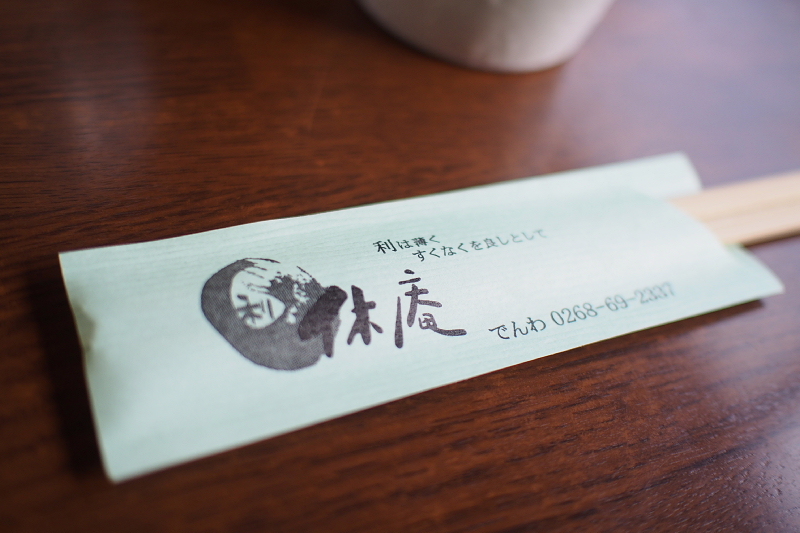 利は薄く
すくなくを良しとして
利休庵
でんわ 0268-69-2337